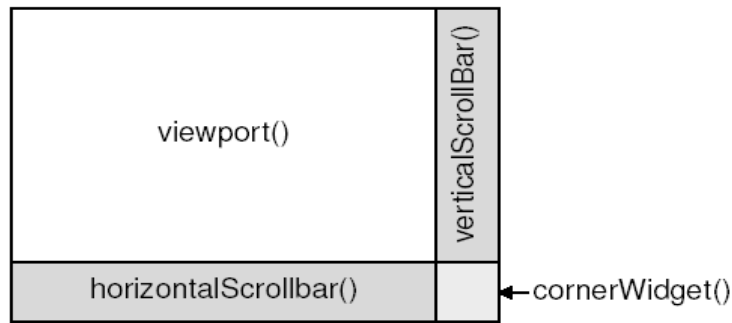 viewport()
verticalScrollBar()
horizontalScrollbar()
cornerWidget()